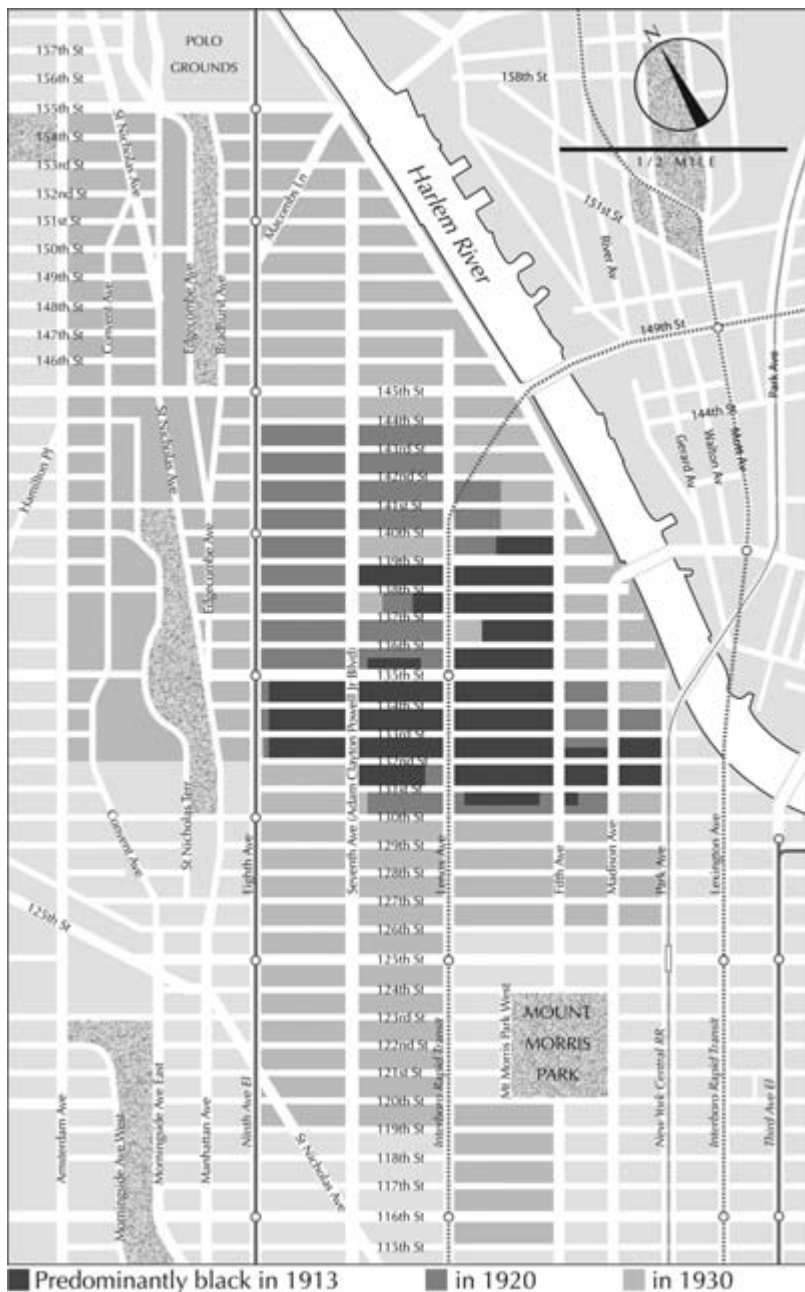 157th St
POLO
GROUNDS
156th St
155th St
154th St
153rd St
152nd St
151st St
150th St
149th St
148th St
147th St
146th St
St Nicholas Ave
Convent Ave
Edgecombe Ave
Bradhurst Ave
Macombs Ln
Harlem River
N
1/2 MILE
158th St
151st St
River Av
149th St
Park Ave
144th St
Gerard Av
Walton Av
Mott Av
Hamilton Pl
St Nicholas Ave
Edgecombe Ave
145th St
144th St
143rd St
142nd St
141st St
140th St
139th St
138th St
137th St
136th St
135th St
134th St
133rd St
132nd St
131st St
130th St
129th St
128th St
127th St
126th St
125th St
124th St
123rd St
122nd St
121st St
120th St
119th St
118th St
117th St
116th St
115th St
Convent Ave
St Nicholas Terr
Eighth Ave
Seventh Ave (Adam Clayton Powell Jr Blvd)
Lenox Ave
Fifth Ave
Madison Ave
Park Ave
Lexington Ave
125th St
Mt Morris Park West
MOUNT
MORRIS
PARK
Amsterdam Ave
Morningside Ave West
Morningside Ave East
Manhattan Ave
Ninth Ave El
St Nicholas Ave
Interboro Rapid Transit
New York Central RR
Interboro Rapid Transit
Third Ave El
Predominantly black in 1913
in 1920
in 1930